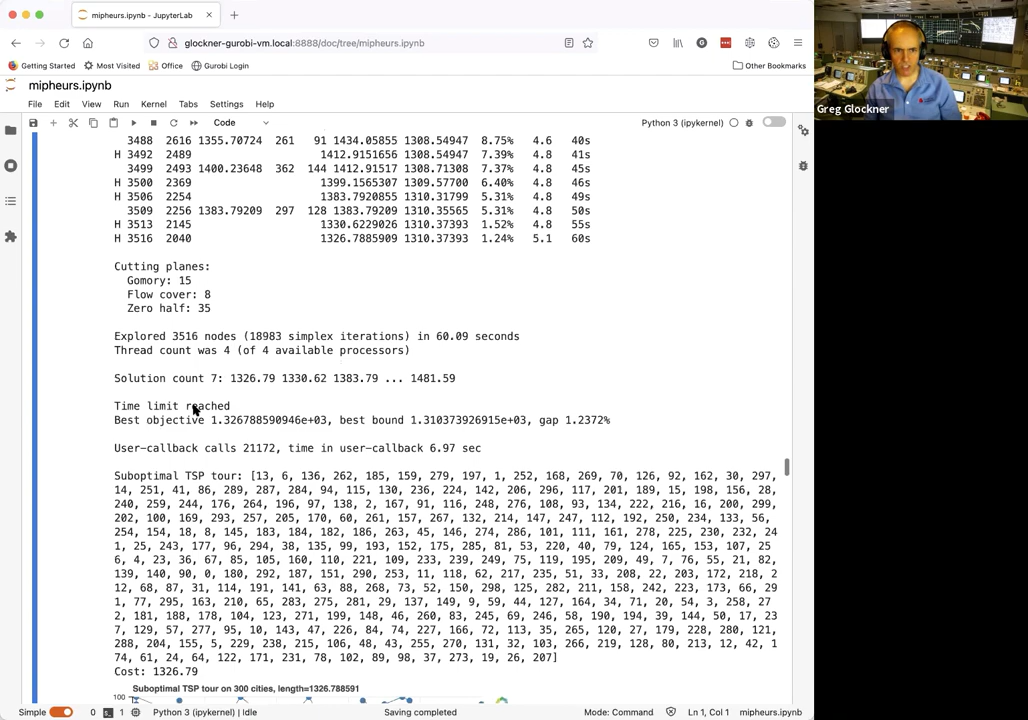 mipheurs.ipynb - JupyterLab
glockner-gurobi-vm.local:8888/doc/tree/mipheurs.ipynb
Getting Started Most Visited Office Gurobi Login Other Bookmarks
mipheurs.ipynb
File Edit View Run Kernel Tabs Settings Help
Code Python 3 (ipykernel)
3488 2616 1355.70724 261 91 1434.05855 1308.54947 8.75% 4.6 40s
H 3492 2489 1412.9151656 1308.54947 7.39% 4.8 41s
3499 2493 1400.23648 362 144 1412.91517 1308.71308 7.37% 4.8 45s
H 3500 2369 1399.1565307 1309.57700 6.40% 4.8 46s
H 3506 2254 1383.7920855 1310.31799 5.31% 4.8 49s
3509 2256 1383.79209 297 128 1383.79209 1310.35565 5.31% 4.8 50s
H 3513 2145 1330.6229026 1310.37393 1.52% 4.8 55s
H 3516 2040 1326.7885909 1310.37393 1.24% 5.1 60s
Cutting planes:
Gomory: 15
Flow cover: 8
Zero half: 35
Explored 3516 nodes (18983 simplex iterations) in 60.09 seconds
Thread count was 4 (of 4 available processors)
Solution count 7: 1326.79 1330.62 1383.79 ... 1481.59
Time limit reached
Best objective 1.326788590946e+03, best bound 1.310373926915e+03, gap 1.2372%
User-callback calls 21172, time in user-callback 6.97 sec
Suboptimal TSP tour: [13, 6, 136, 262, 185, 159, 279, 197, 1, 252, 168, 269, 70, 126, 92, 162, 30, 297,
14, 251, 41, 86, 289, 287, 284, 94, 115, 130, 236, 224, 142, 206, 296, 117, 201, 189, 15, 198, 156, 28,
240, 259, 244, 176, 264, 196, 97, 138, 2, 167, 91, 116, 248, 276, 108, 93, 134, 222, 216, 16, 200, 299,
202, 100, 169, 293, 257, 205, 170, 60, 261, 157, 267, 132, 214, 147, 247, 112, 192, 250, 234, 133, 56,
254, 154, 18, 8, 145, 183, 184, 182, 186, 263, 45, 146, 274, 286, 101, 111, 161, 278, 225, 230, 232, 24
1, 25, 243, 177, 96, 294, 38, 135, 99, 193, 152, 175, 285, 81, 53, 220, 40, 79, 124, 165, 153, 107, 25
6, 4, 23, 36, 67, 85, 105, 160, 110, 221, 109, 233, 239, 249, 75, 119, 195, 209, 49, 7, 76, 55, 21, 82,
139, 140, 90, 0, 180, 292, 187, 151, 290, 253, 11, 118, 62, 217, 235, 51, 33, 208, 22, 203, 172, 218, 2
12, 68, 87, 31, 114, 191, 141, 63, 88, 268, 73, 52, 150, 298, 125, 282, 211, 158, 242, 223, 173, 66, 29
1, 77, 295, 163, 210, 65, 283, 275, 281, 29, 137, 149, 9, 59, 44, 127, 164, 34, 71, 20, 54, 3, 258, 27
2, 181, 188, 178, 104, 123, 271, 199, 148, 46, 260, 83, 245, 69, 246, 58, 190, 194, 39, 144, 50, 17, 23
7, 129, 57, 277, 95, 10, 143, 47, 226, 84, 74, 227, 166, 72, 113, 35, 265, 120, 27, 179, 228, 280, 121,
288, 204, 155, 5, 229, 238, 215, 106, 48, 43, 255, 270, 131, 32, 103, 266, 219, 128, 80, 213, 12, 42, 1
74, 61, 24, 64, 122, 171, 231, 78, 102, 89, 98, 37, 273, 19, 26, 207]
Cost: 1326.79
Suboptimal TSP tour on 300 cities, length=1326.788591
100
Simple 0 1 Python 3 (ipykernel) | Idle Saving completed Mode: Command Ln 1, Col 1 mipheurs.ipynb
Greg Glockner